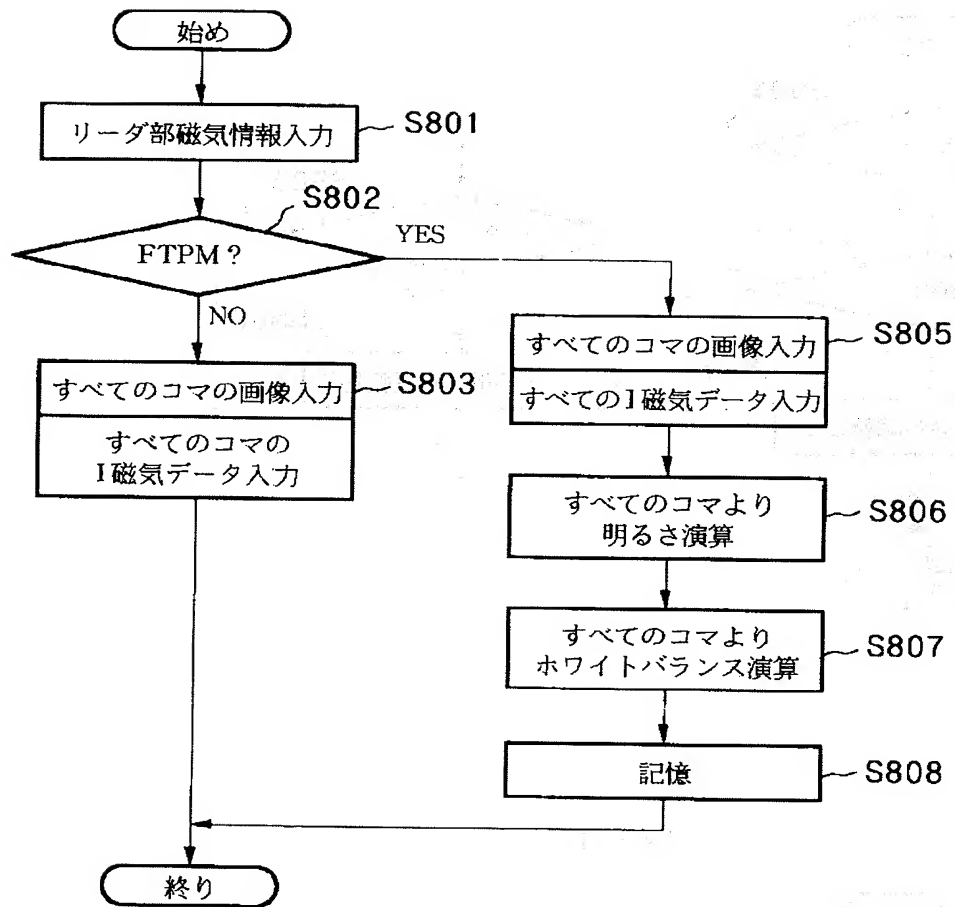 始め
リーダ部磁気情報入力
S801
S802
FTPM？
YES
NO
すべてのコマの画像入力
S803
すべてのコマの
I磁気データ入力
すべてのコマの画像入力
S805
すべてのI磁気データ入力
すべてのコマより
明るさ演算
S806
すべてのコマより
ホワイトバランス演算
S807
記憶
S808
終り